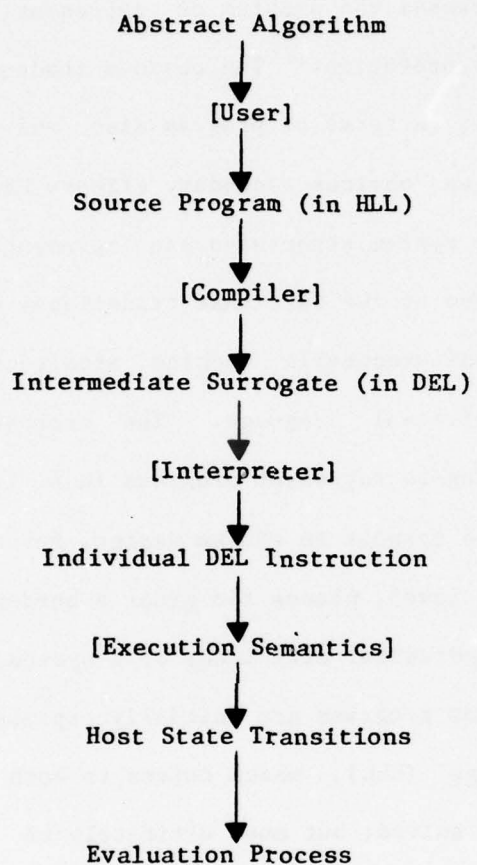 Abstract Algorithm
[User]
Source Program (in HLL)
[Compiler]
Intermediate Surrogate (in DEL)
[Interpreter]
Individual DEL Instruction
[Execution Semantics]
Host State Transitions
Evaluation Process